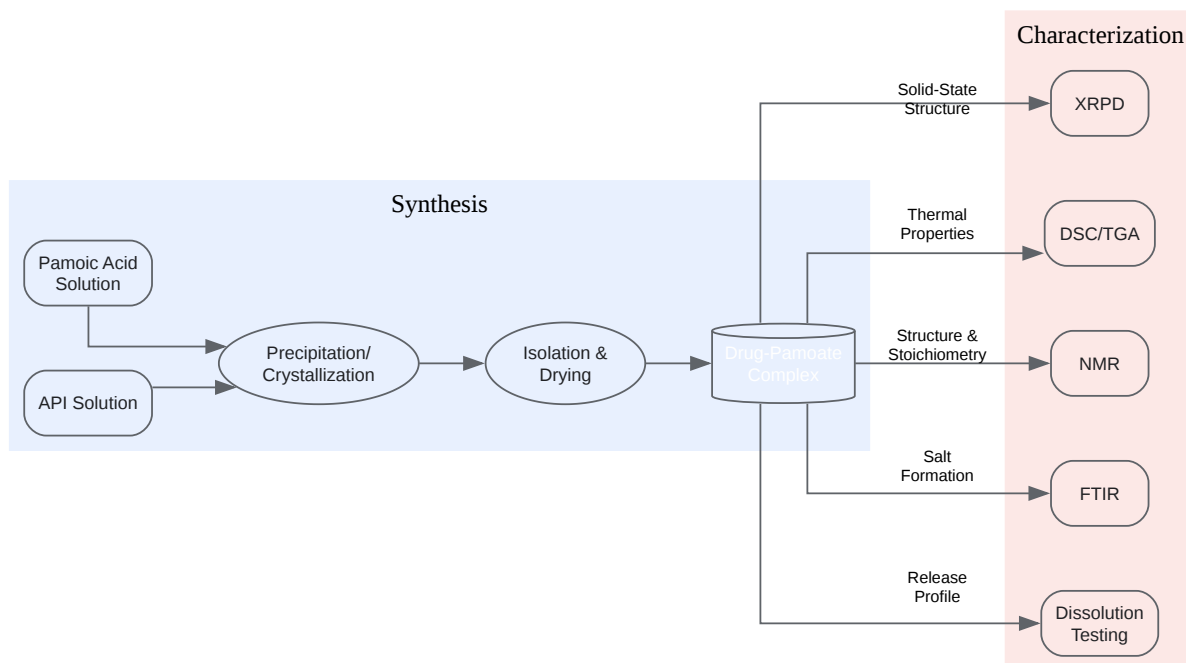 Characterization
Solid-State
Structure
XRPD
Synthesis
Thermal
Properties
DSC/TGA
Pamoic Acid
Solution
Precipitation/
Crystallization
Isolation &
Drying
Drug-Pamoate
Complex
Structure &
Stoichiometry
NMR
API Solution
Salt
Formation
FTIR
Release
Profile
Dissolution
Testing